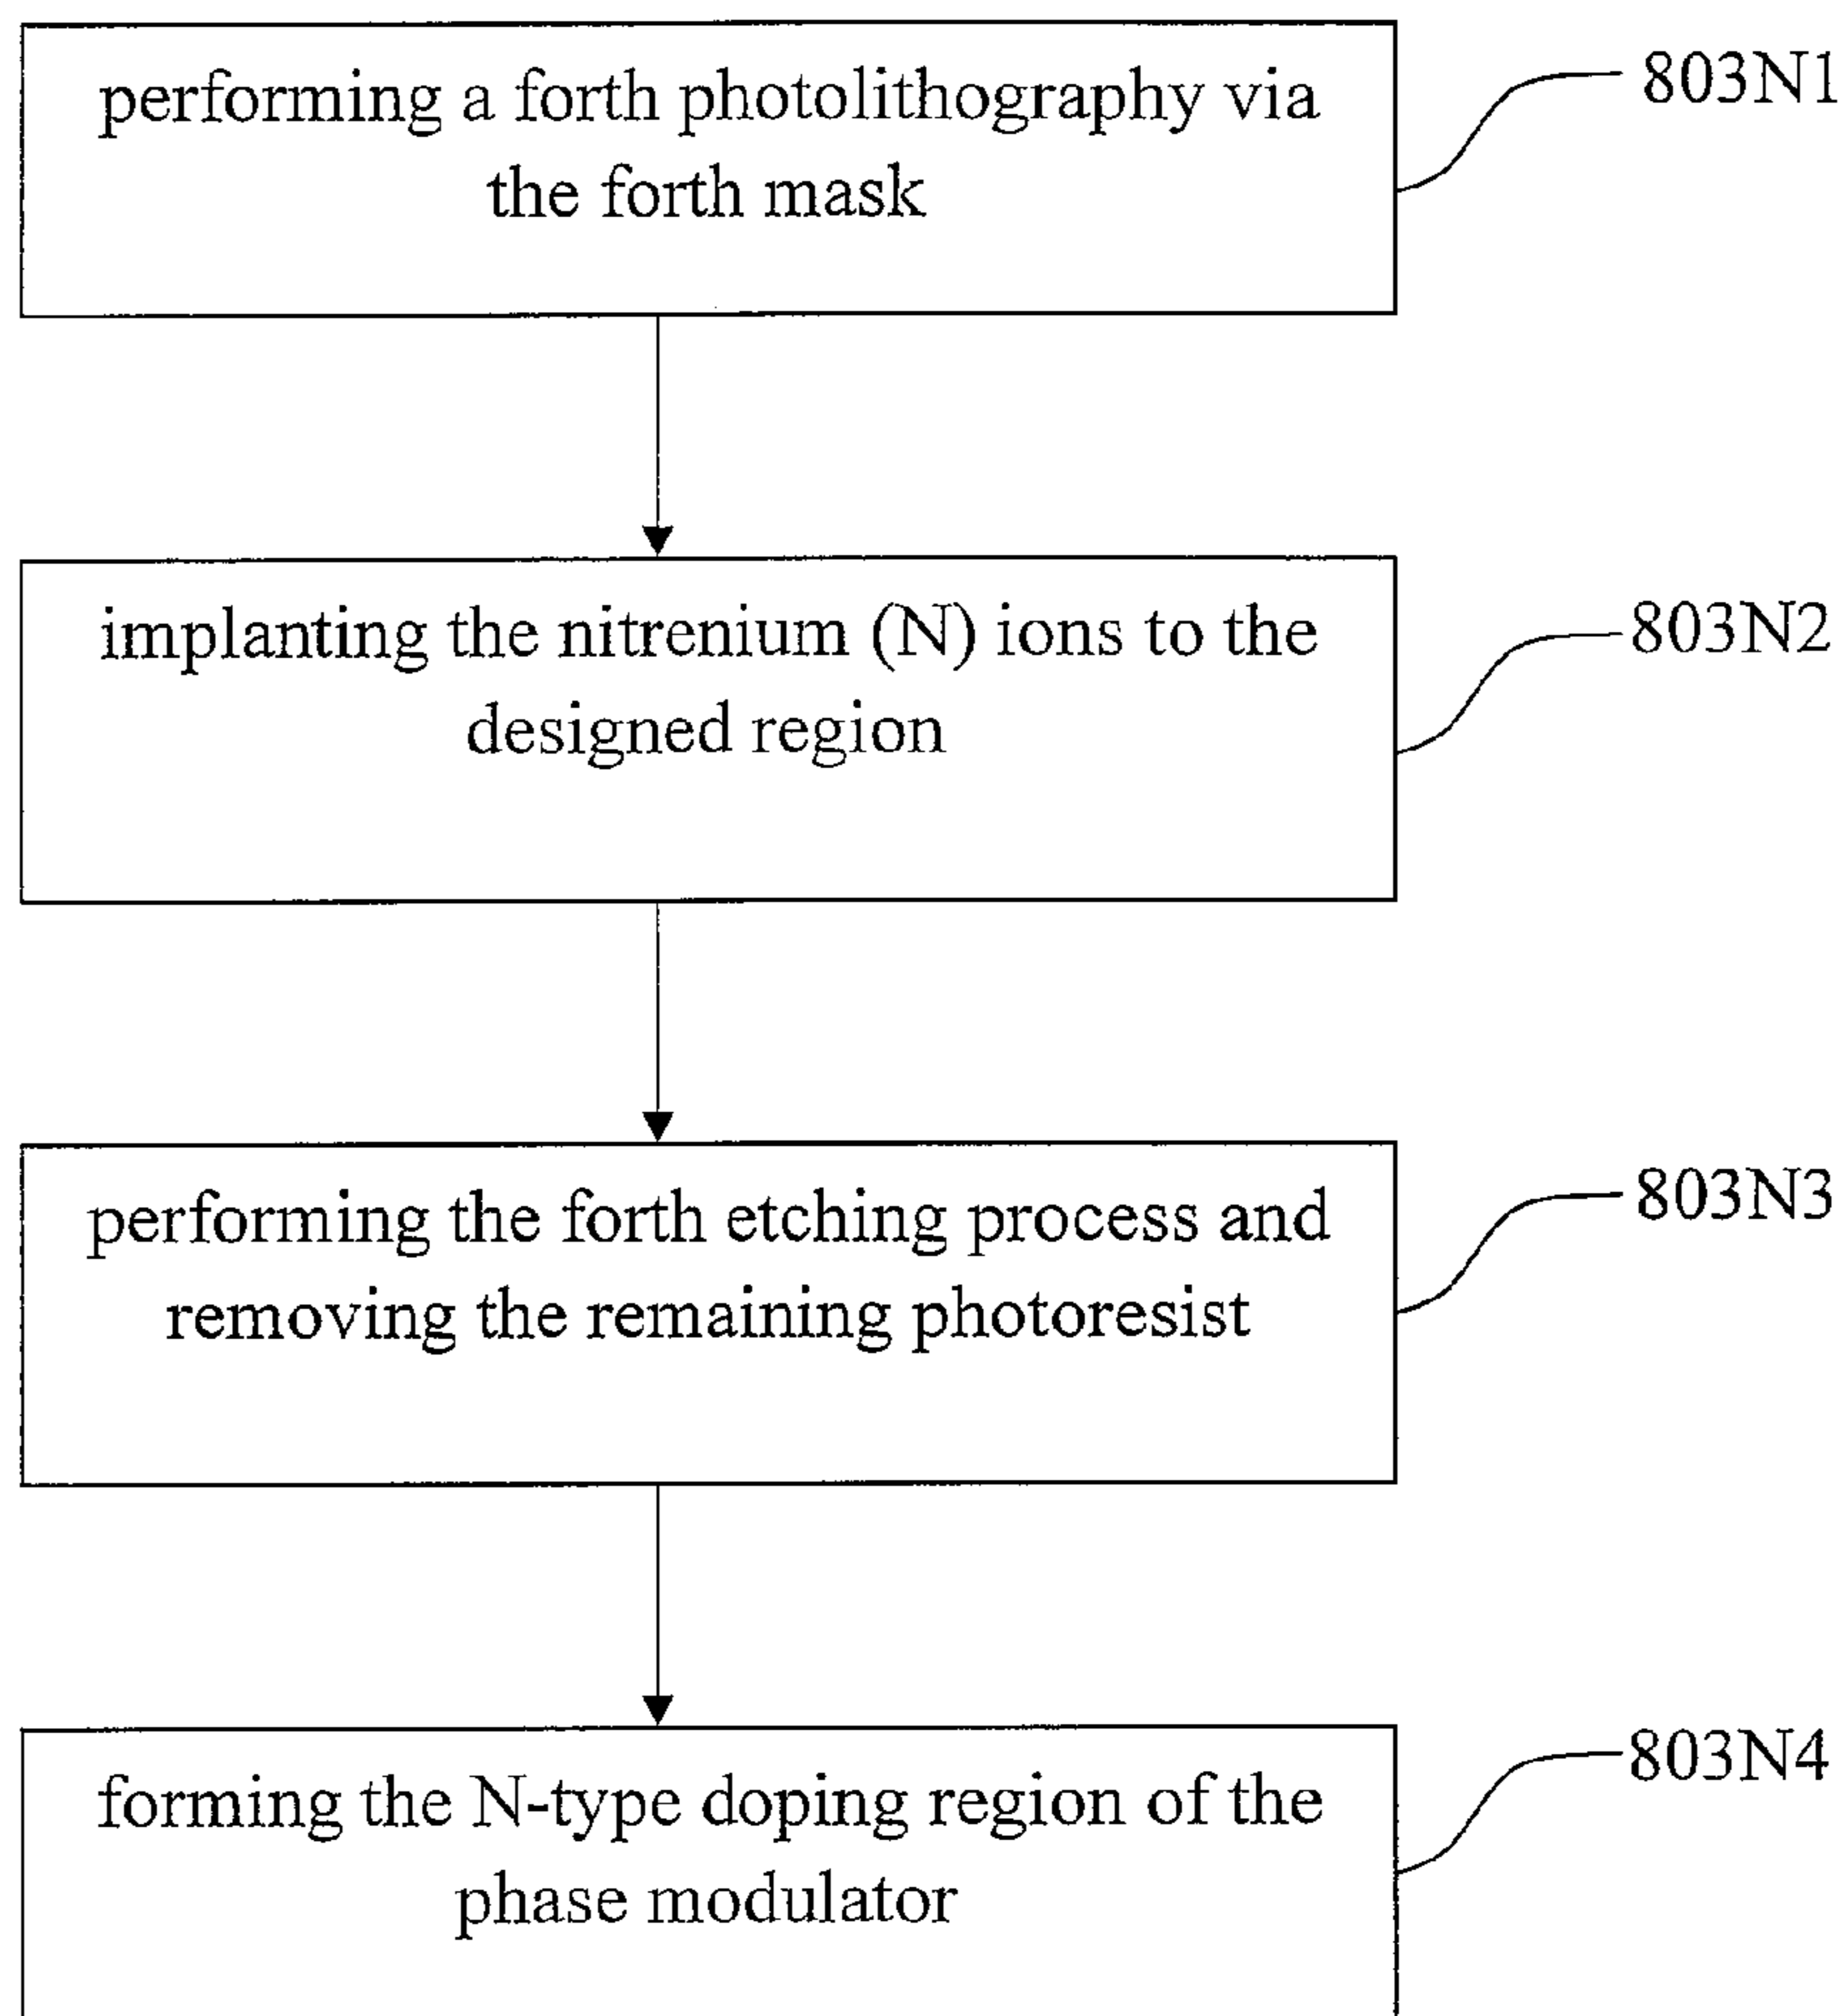 performing a forth photolithography via
the forth mask
803N1
implanting the nitrenium (N) ions to the
designed region
803N2
performing the forth etching process and
removing the remaining photoresist
803N3
forming the N-type doping region of the
phase modulator
803N4